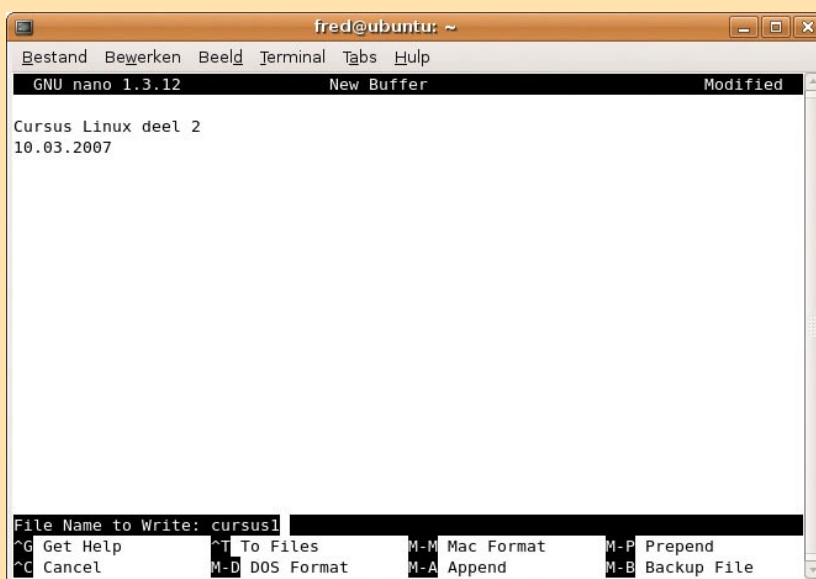 fred@ubuntu: ~
Bestand Bewerken Beeld Terminal Tabs Hulp
GNU nano 1.3.12 New Buffer Modified
Cursus Linux deel 2
10.03.2007
File Name to Write: cursus1
^G Get Help ^T To Files M-M Mac Format M-P Prepend
^C Cancel M-D DOS Format M-A Append M-B Backup File